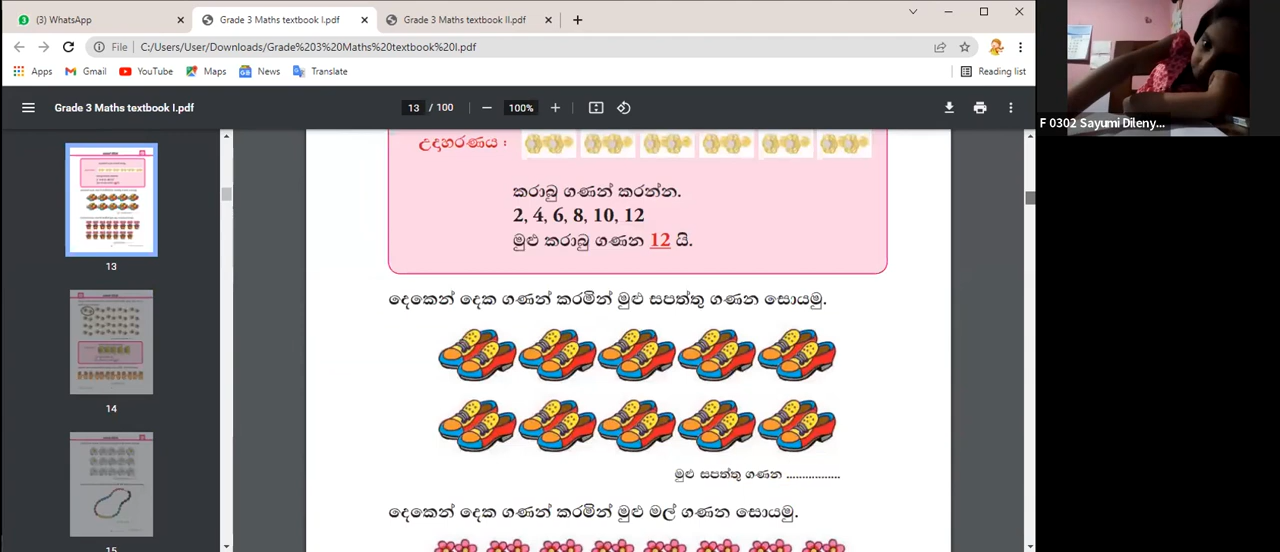 (3) WhatsApp
Grade 3 Maths textbook I.pdf
Grade 3 Maths textbook II.pdf
File
C:/Users/User/Downloads/Grade%203%20Maths%20textbook%20I.pdf
Apps
Gmail
YouTube
Maps
News
Translate
Reading list
Grade 3 Maths textbook I.pdf
13 / 100
100%
F 0302 Sayumi Dileny...
උදාහරණය :
කරාබු ගණන් කරන්න.
2, 4, 6, 8, 10, 12
මුළු කරාබු ගණන 12 යි.
දෙකෙන් දෙක ගණන් කරමින් මුළු සපත්තු ගණන සොයමු.
මුළු සපත්තු ගණන .................
දෙකෙන් දෙක ගණන් කරමින් මුළු මල් ගණන සොයමු.
13
14
15